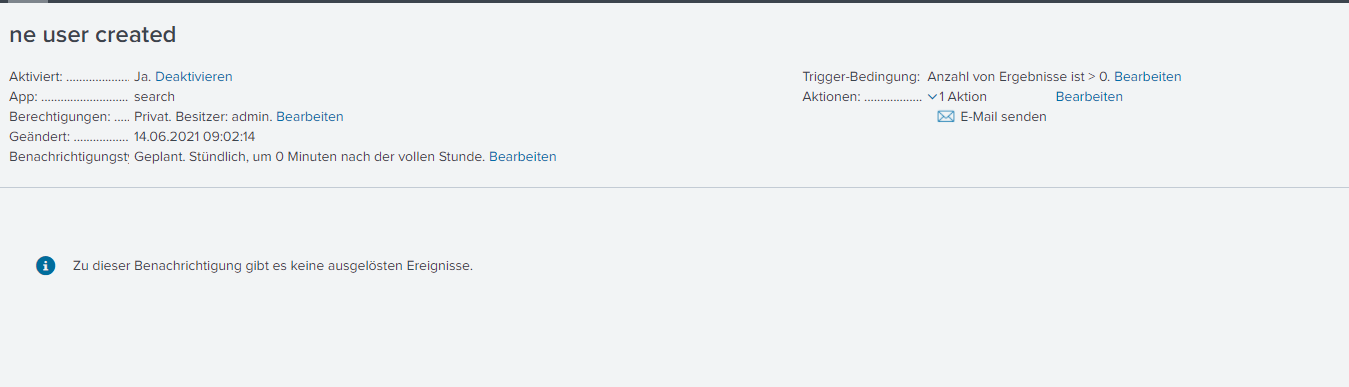 ne user created
Aktiviert: ................... Ja. Deaktivieren
App: ........................... search
Berechtigungen: ..... Privat. Besitzer: admin. Bearbeiten
Geändert: ................. 14.06.2021 09:02:14
Benachrichtigungst Geplant. Stündlich, um 0 Minuten nach der vollen Stunde. Bearbeiten
Trigger-Bedingung: Anzahl von Ergebnisse ist > 0. Bearbeiten
Aktionen: .................. 1 Aktion Bearbeiten
E-Mail senden
Zu dieser Benachrichtigung gibt es keine ausgelösten Ereignisse.